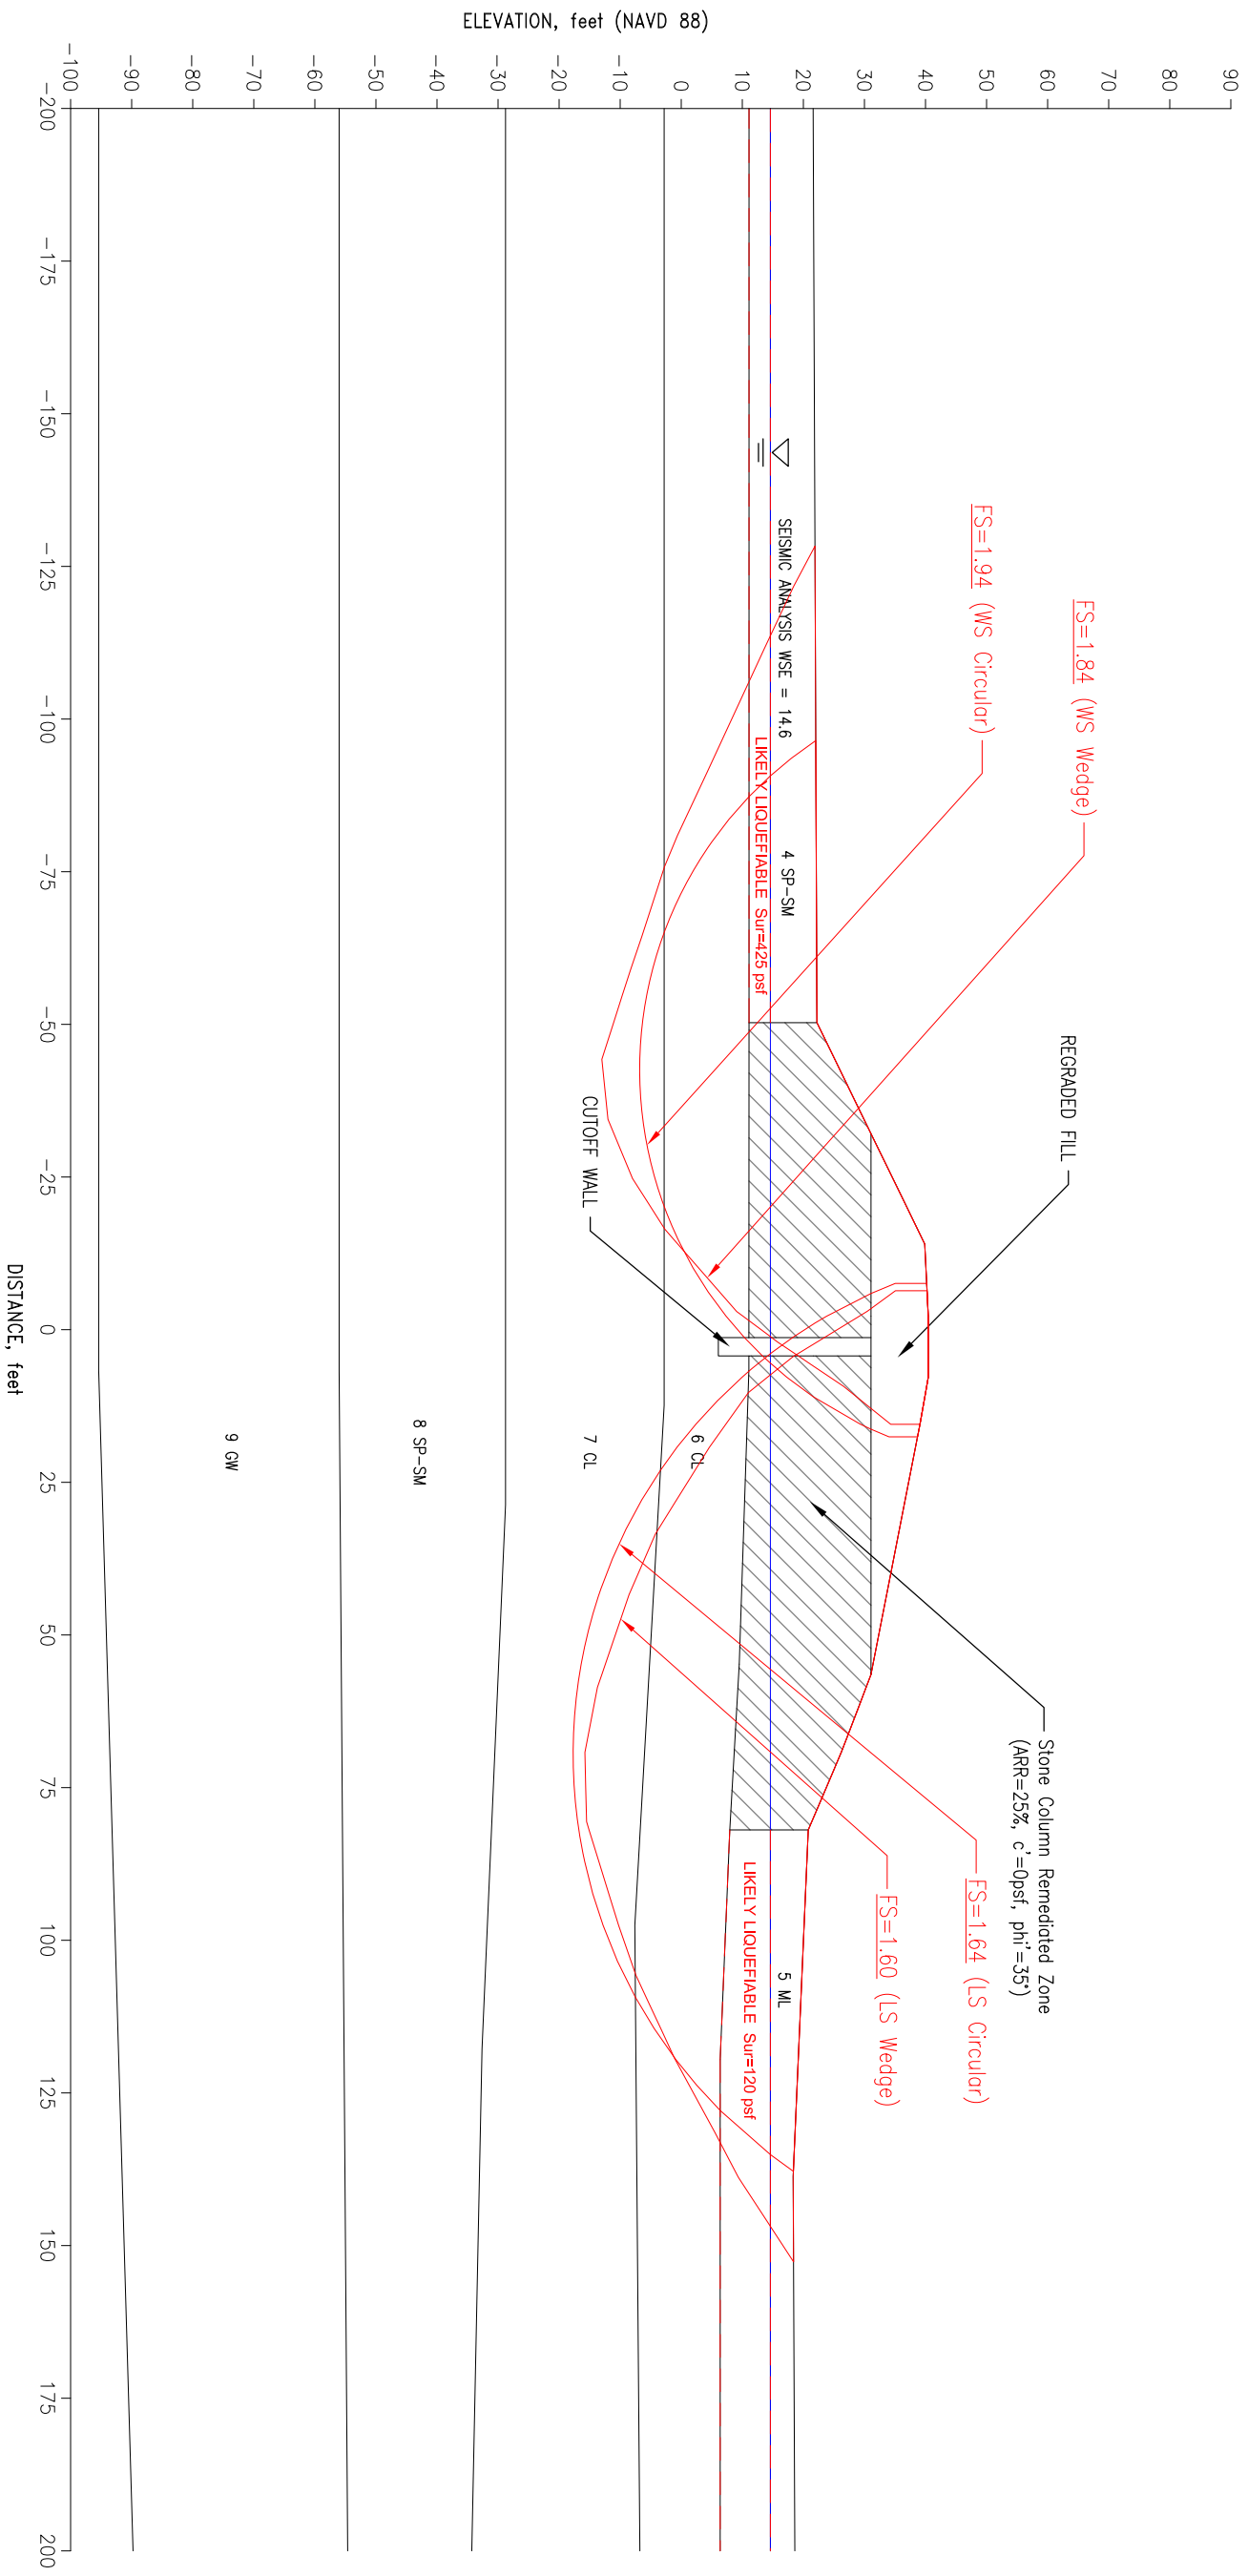 FS=1.84 (WS Wedge)
FS=1.94 (WS Circular)
REGRADED FILL
Stone Column Remediated Zone
(ARR=25%, c'=0psf, phi'=35°)
FS=1.64 (LS Circular)
FS=1.60 (LS Wedge)
SEISMIC ANALYSIS WSE = 14.6
4 SP-SM
LIKELY LIQUEFIABLE Sur=425 psf
5 ML
LIKELY LIQUEFIABLE Sur=120 psf
CUTOFF WALL
6 CL
7 CL
8 SP-SM
9 GW
ELEVATION, feet (NAVD 88)
90
80
70
60
50
40
30
20
10
0
-10
-20
-30
-40
-50
-60
-70
-80
-90
-100
-200
-175
-150
-125
-100
-75
-50
-25
0
25
50
75
100
125
150
175
200
DISTANCE, feet